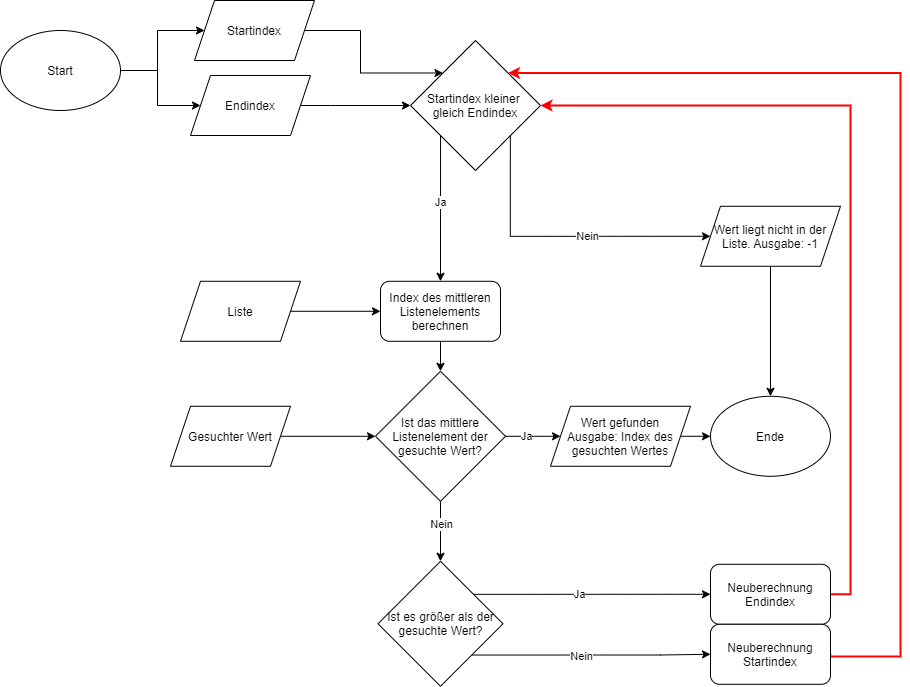 Start
Startindex
Endindex
Startindex kleiner
gleich Endindex
Ja
Nein
Wert liegt nicht in der
Liste. Ausgabe: -1
Liste
Index des mittleren
Listenelements
berechnen
Gesuchter Wert
Ist das mittlere
Listenelement der
gesuchte Wert?
Ja
Wert gefunden
Ausgabe: Index des
gesuchten Wertes
Ende
Nein
Ist es größer als der
gesuchte Wert?
Ja
Neuberechnung
Endindex
Nein
Neuberechnung
Startindex